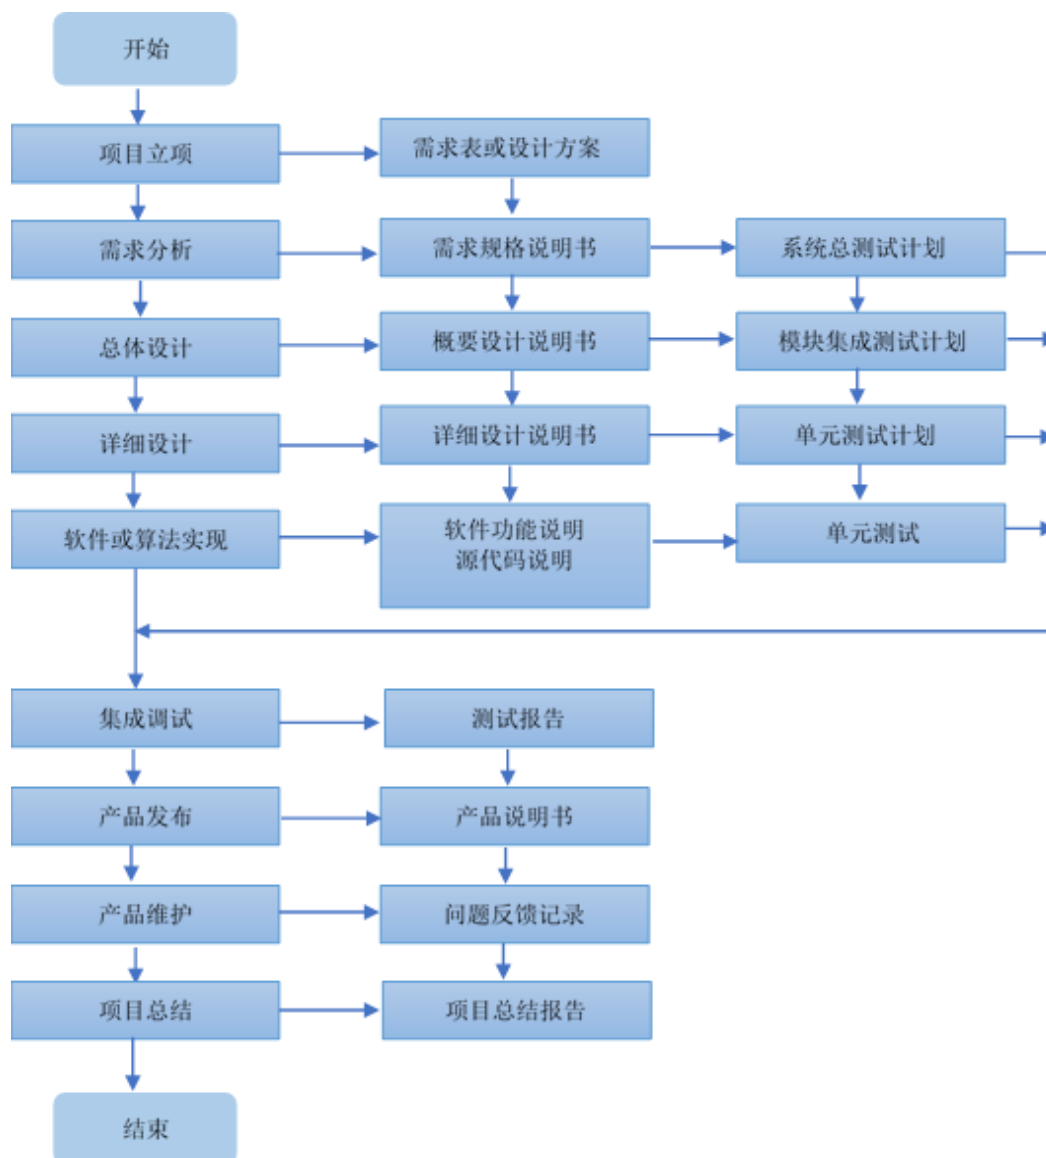 开始
项目立项
需求表或设计方案
需求分析
需求规格说明书
系统总测试计划
总体设计
概要设计说明书
模块集成测试计划
详细设计
详细设计说明书
单元测试计划
软件或算法实现
软件功能说明
源代码说明
单元测试
集成调试
测试报告
产品发布
产品说明书
产品维护
问题反馈记录
项目总结
项目总结报告
结束